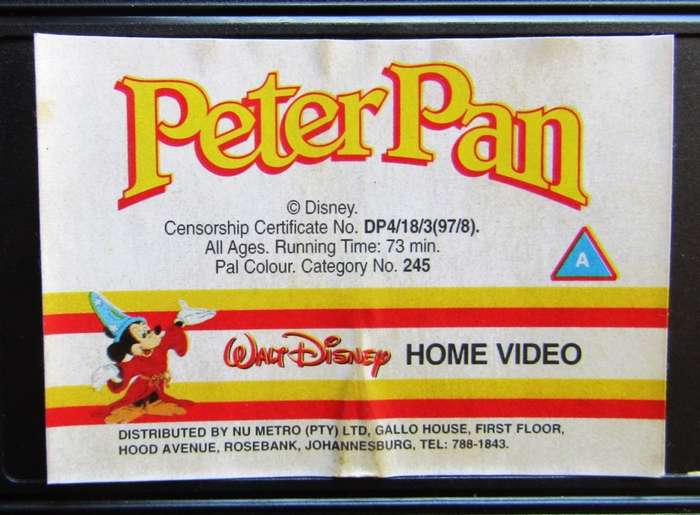 Peter Pan
© Disney.
Censorship Certificate No. DP4/18/3(97/8).
All Ages. Running Time: 73 min.
Pal Colour. Category No. 245
A
WALT DISNEY HOME VIDEO
DISTRIBUTED BY NU METRO (PTY) LTD, GALLO HOUSE, FIRST FLOOR,
HOOD AVENUE, ROSEBANK, JOHANNESBURG, TEL: 788-1843.